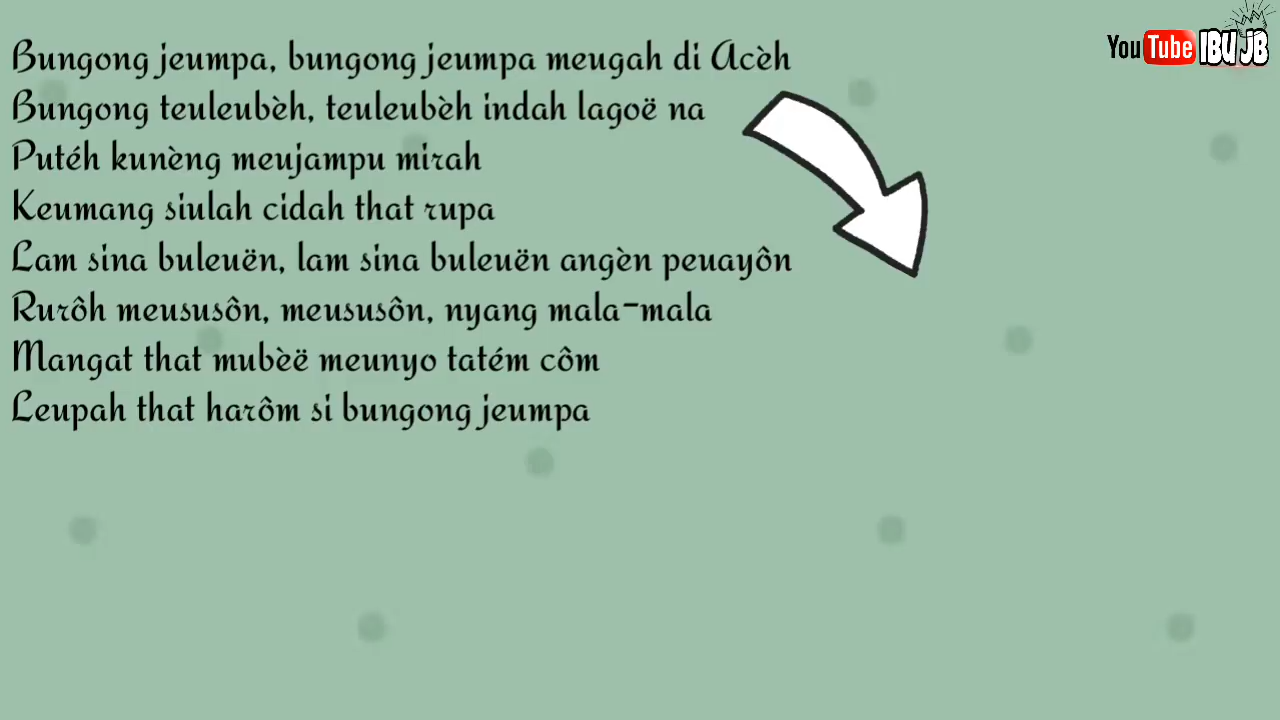 Bungong jeumpa, bungong jeumpa meugah di Acèh
Bungong teuleubèh, teuleubèh indah lagoë na
Putéh kunèng meujampu mirah
Keumang siulah cidah that rupa
Lam sina buleuën, lam sina buleuën angèn peuayôn
Rurôh meususôn, meususôn, nyang mala-mala
Mangat that mubèë meunyo tatém côm
Leupah that harôm si bungong jeumpa
YouTube IBU JB